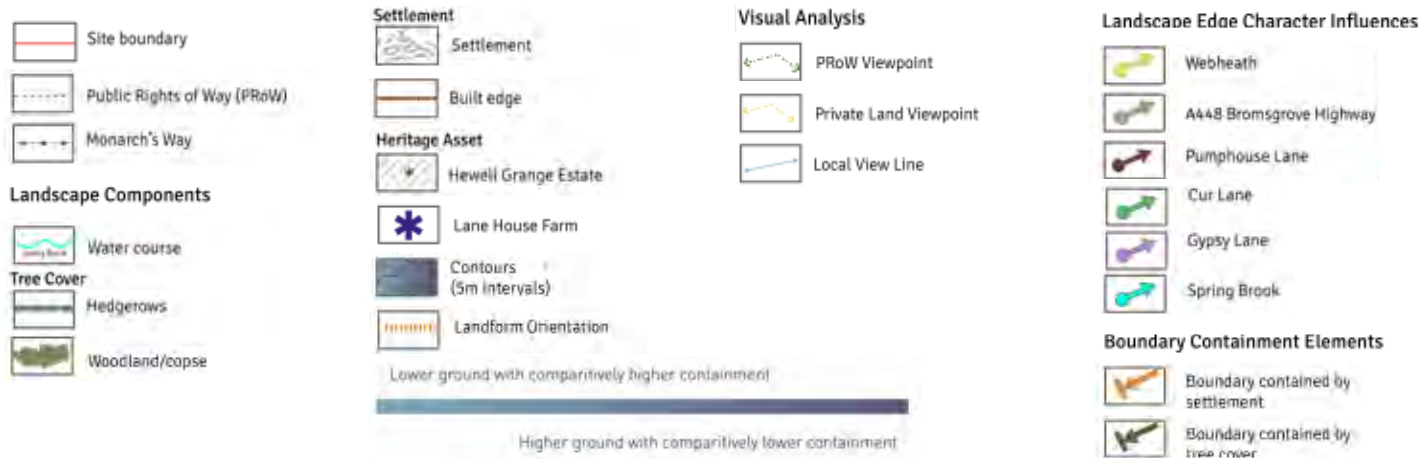 Site boundary
Public Rights of Way (PRoW)
Monarch's Way
Landscape Components
Water course
Tree Cover
Hedgerows
Woodland/copse
Settlement
Settlement
Built edge
Heritage Asset
Hewell Grange Estate
Lane House Farm
Contours
(5m intervals)
Landform Orientation
Lower ground with comparitively higher containment
Higher ground with comparitively lower containment
Visual Analysis
PRoW Viewpoint
Private Land Viewpoint
Local View Line
Landscape Edge Character Influences
Webheath
A448 Bromsgrove Highway
Pumphouse Lane
Cur Lane
Gypsy Lane
Spring Brook
Boundary Containment Elements
Boundary contained by
settlement
Boundary contained by
tree cover